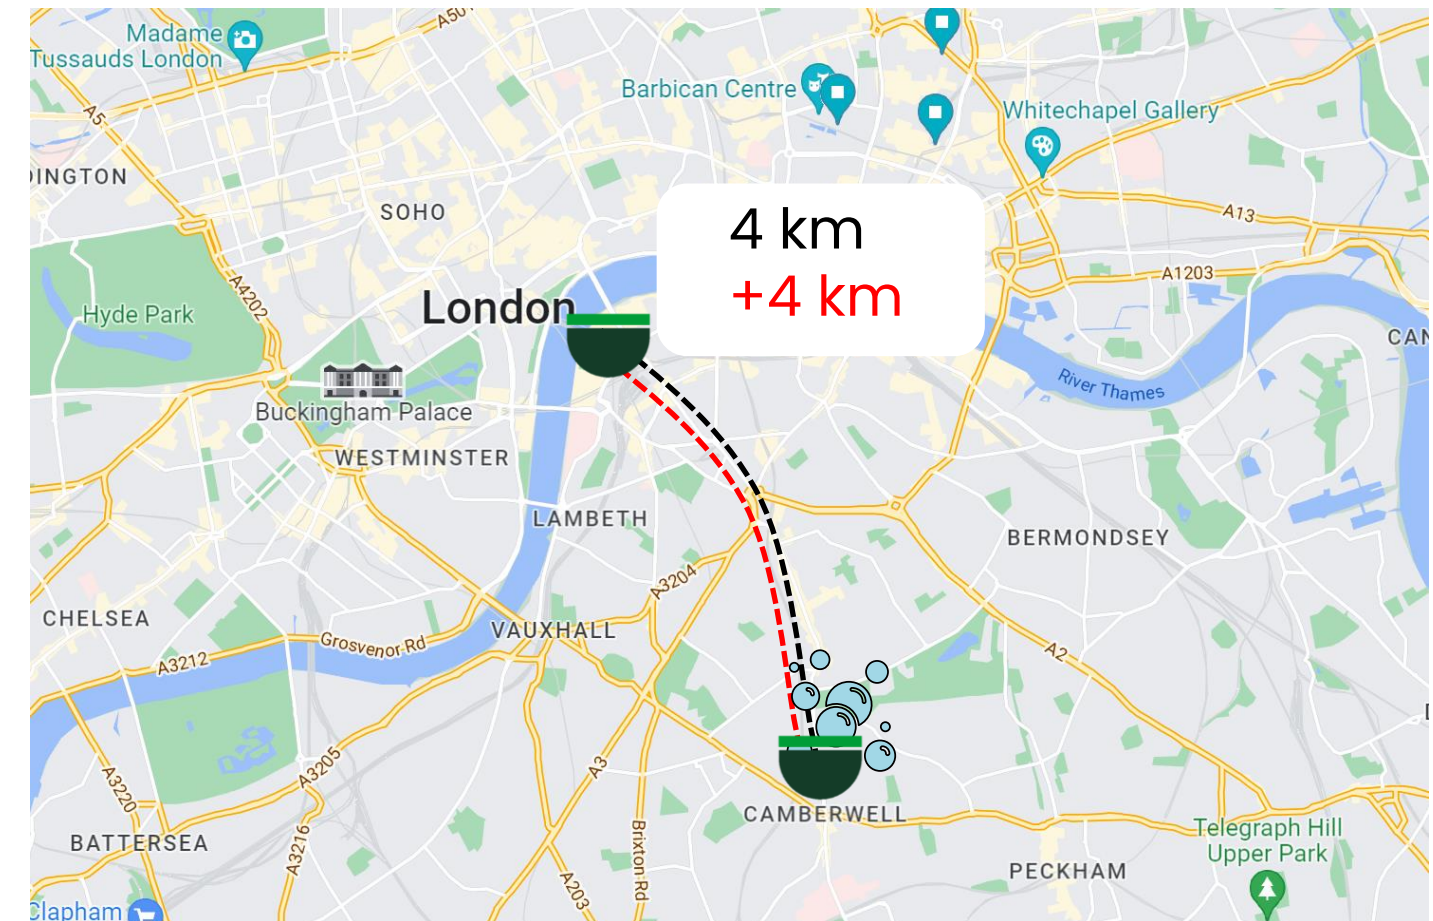 A501
Madame
Tussauds London
Barbican Centre
Whitechapel Gallery
A5
DINGTON
SOHO
A13
A4202
A1203
Hyde Park
London
4 km
+4 km
CAN
River Thames
Buckingham Palace
WESTMINSTER
LAMBETH
BERMONDSEY
A3204
CHELSEA
VAUXHALL
Grosvenor Rd
A3212
A2
A3205
A3
A3220
CAMBERWELL
BATTERSEA
A3216
Brixton Rd
Telegraph Hill
Upper Park
PECKHAM
A203
Clapham